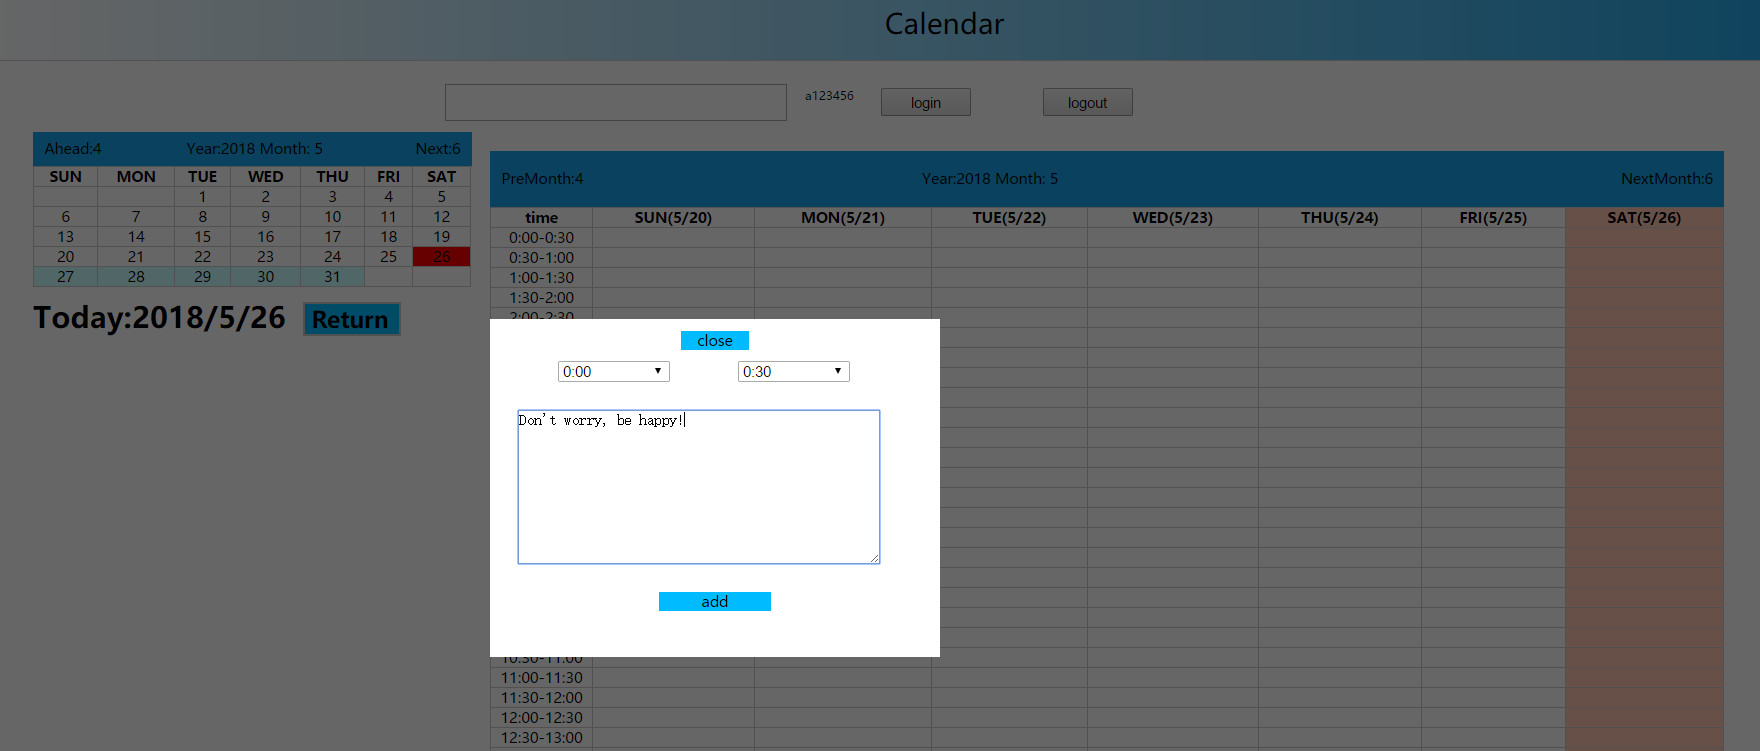 Calendar
a123456 login logout
Ahead:4 Year:2018 Month: 5 Next:6
SUN MON TUE WED THU FRI SAT
1 2 3 4 5
6 7 8 9 10 11 12
13 14 15 16 17 18 19
20 21 22 23 24 25 26
27 28 29 30 31
Today:2018/5/26 Return
PreMonth:4 Year:2018 Month: 5 NextMonth:6
time SUN(5/20) MON(5/21) TUE(5/22) WED(5/23) THU(5/24) FRI(5/25) SAT(5/26)
0:00-0:30
0:30-1:00
1:00-1:30
1:30-2:00
2:00-2:30
close
0:00 0:30
Don't worry, be happy!
add
10:30-11:00
11:00-11:30
11:30-12:00
12:00-12:30
12:30-13:00